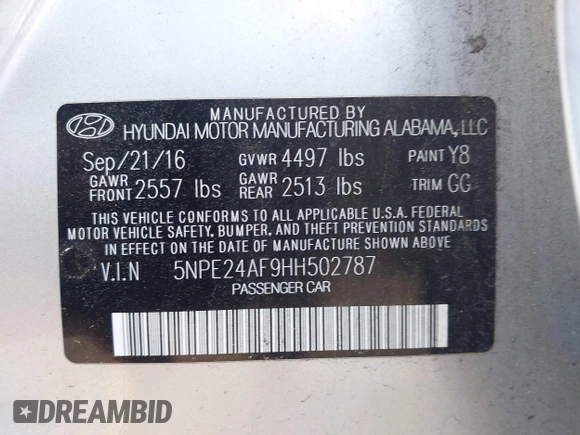 MANUFACTURED BY
HYUNDAI MOTOR MANUFACTURING ALABAMA, LLC
Sep/21/16 GVWR 4497 lbs PAINT Y8
GAWR FRONT 2557 lbs GAWR REAR 2513 lbs TRIM GG
THIS VEHICLE CONFORMS TO ALL APPLICABLE U.S.A. FEDERAL
MOTOR VEHICLE SAFETY, BUMPER, AND THEFT PREVENTION STANDARDS
IN EFFECT ON THE DATE OF MANUFACTURE SHOWN ABOVE.
V.I.N 5NPE24AF9HH502787
PASSENGER CAR
DREAMBID